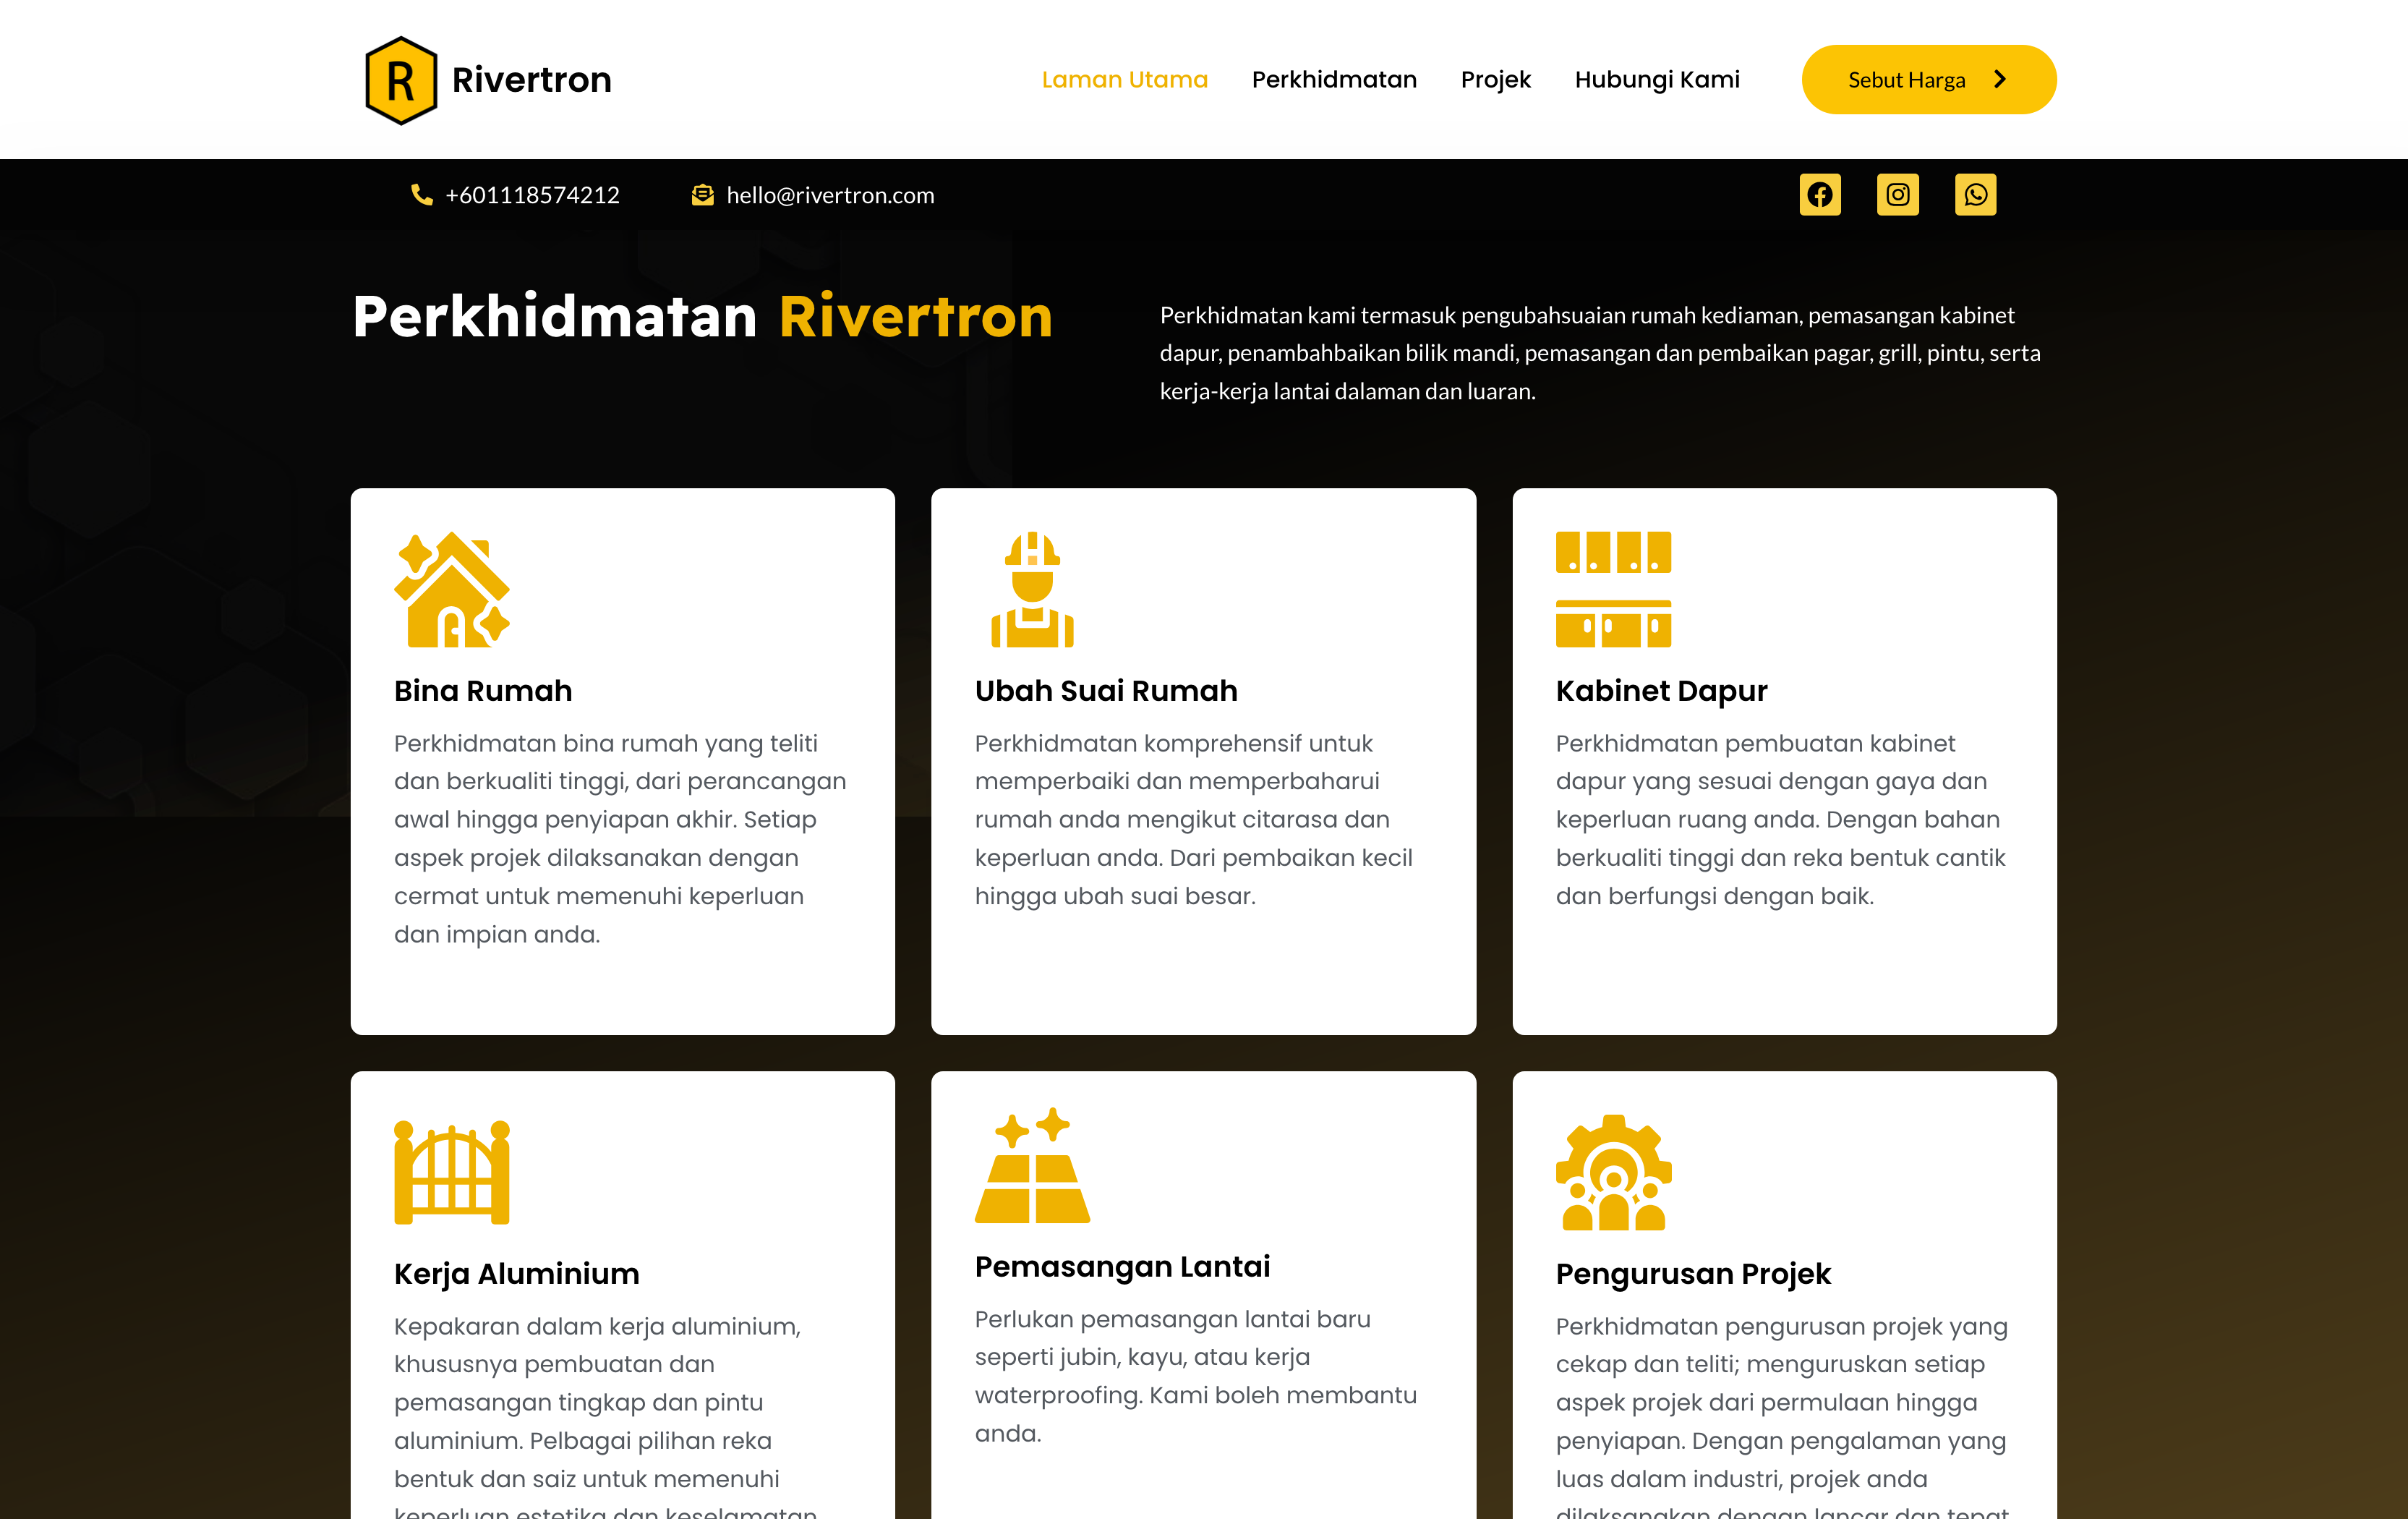 R
Rivertron
Laman Utama
Perkhidmatan
Projek
Hubungi Kami
Sebut Harga
+601118574212
hello@rivertron.com
Perkhidmatan Rivertron
Perkhidmatan kami termasuk pengubahsuaian rumah kediaman, pemasangan kabinet
dapur, penambahbaikan bilik mandi, pemasangan dan pembaikan pagar, grill, pintu, serta
kerja-kerja lantai dalaman dan luaran.
Bina Rumah
Perkhidmatan bina rumah yang teliti
dan berkualiti tinggi, dari perancangan
awal hingga penyiapan akhir. Setiap
aspek projek dilaksanakan dengan
cermat untuk memenuhi keperluan
dan impian anda.
Ubah Suai Rumah
Perkhidmatan komprehensif untuk
memperbaiki dan memperbaharui
rumah anda mengikut citarasa dan
keperluan anda. Dari pembaikan kecil
hingga ubah suai besar.
Kabinet Dapur
Perkhidmatan pembuatan kabinet
dapur yang sesuai dengan gaya dan
keperluan ruang anda. Dengan bahan
berkualiti tinggi dan reka bentuk cantik
dan berfungsi dengan baik.
Kerja Aluminium
Kepakaran dalam kerja aluminium,
khususnya pembuatan dan
pemasangan tingkap dan pintu
aluminium. Pelbagai pilihan reka
bentuk dan saiz untuk memenuhi
keperluan estetika dan keselamatan
Pemasangan Lantai
Perlukan pemasangan lantai baru
seperti jubin, kayu, atau kerja
waterproofing. Kami boleh membantu
anda.
Pengurusan Projek
Perkhidmatan pengurusan projek yang
cekap dan teliti; menguruskan setiap
aspek projek dari permulaan hingga
penyiapan. Dengan pengalaman yang
luas dalam industri, projek anda
dilaksanakan dengan lancar dan tepat